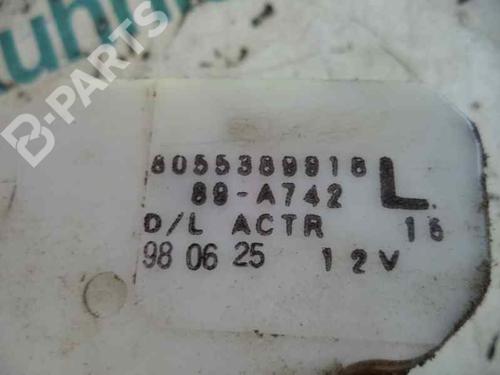 B-PARTS
8055389918
89-A742 L
D/L ACTR 16
98 06 25 12V